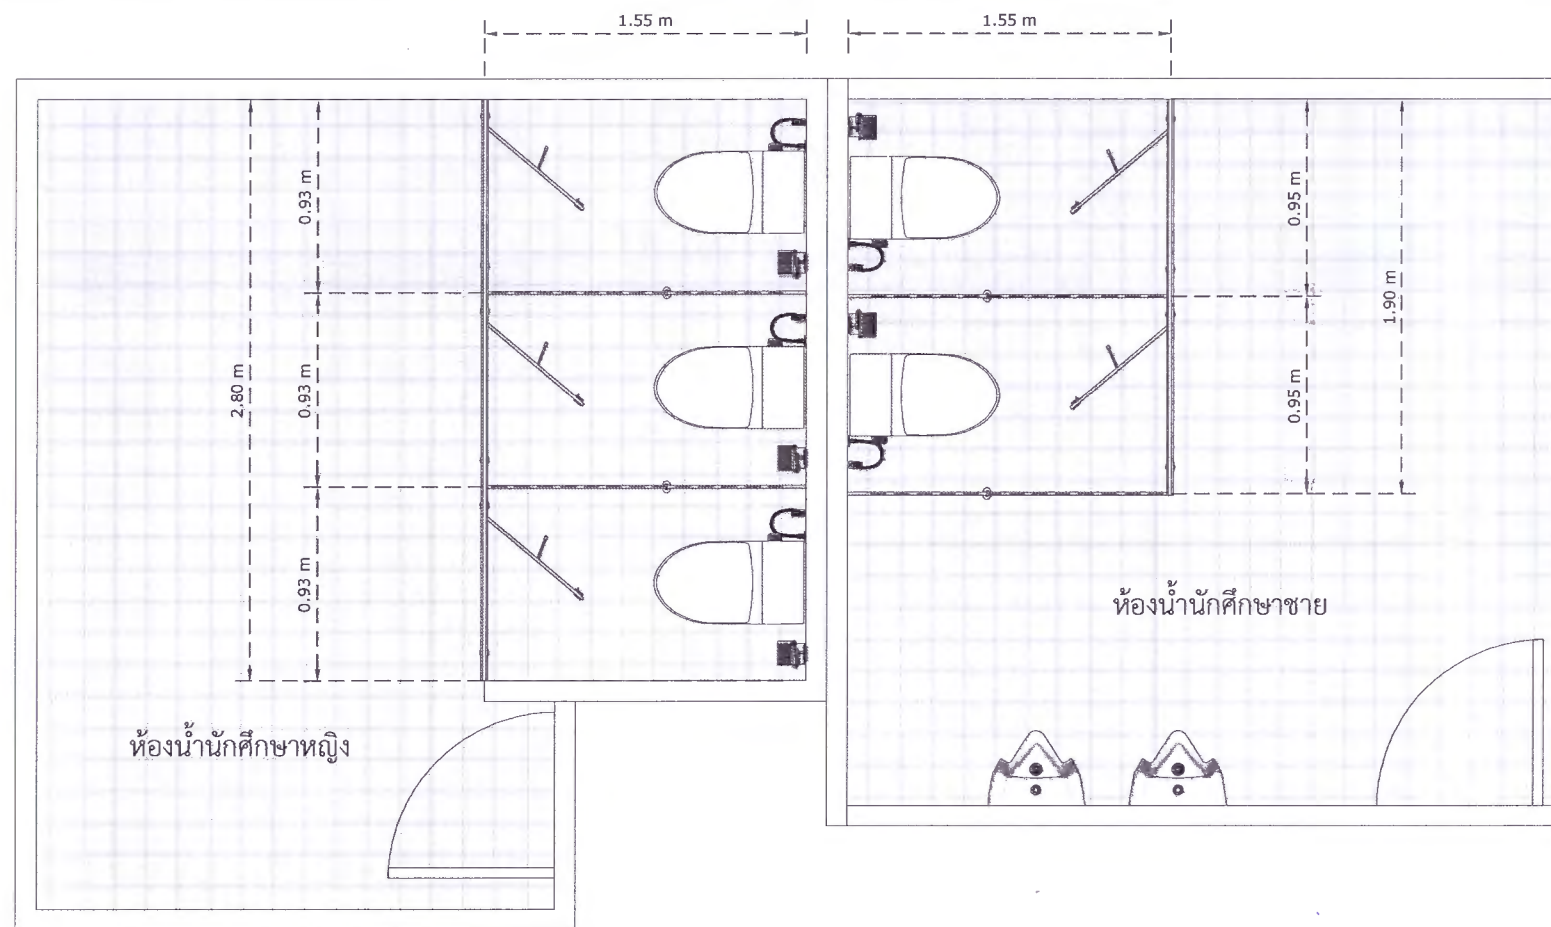 1.55 m
1.55 m
0.93 m
0.93 m
0.93 m
2.80 m
0.95 m
0.95 m
1.90 m
ห้องน้ำนักศึกษาชาย
ห้องน้ำนักศึกษาหญิง